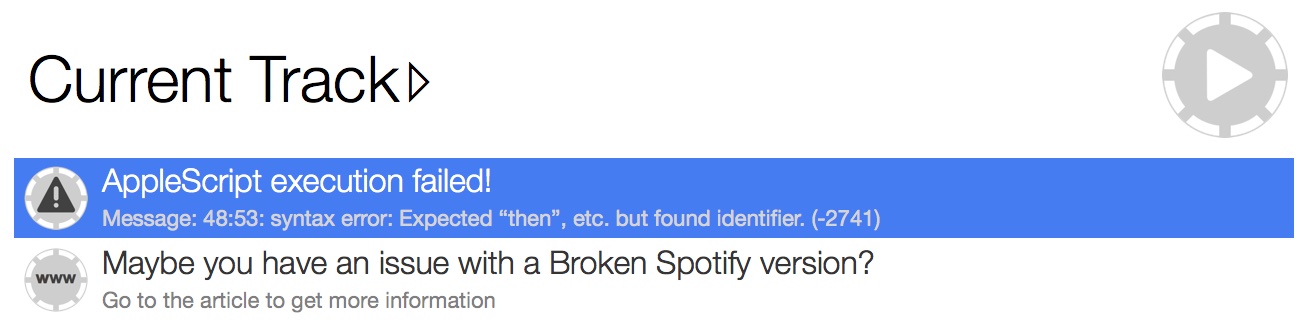 Current Track▷
AppleScript execution failed!
Message: 48:53: syntax error: Expected “then”, etc. but found identifier. (-2741)
www
Maybe you have an issue with a Broken Spotify version?
Go to the article to get more information